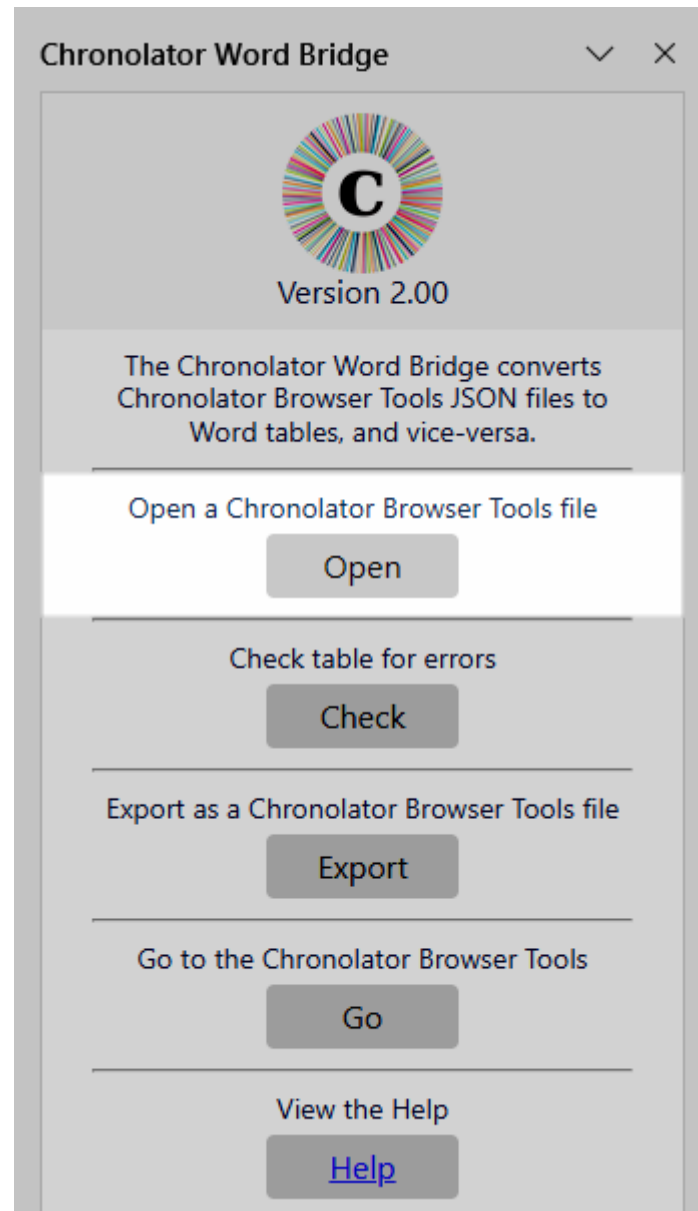 Chronolator Word Bridge
C
Version 2.00
The Chronolator Word Bridge converts
Chronolator Browser Tools JSON files to
Word tables, and vice-versa.
Open a Chronolator Browser Tools file
Open
Check table for errors
Check
Export as a Chronolator Browser Tools file
Export
Go to the Chronolator Browser Tools
Go
View the Help
Help